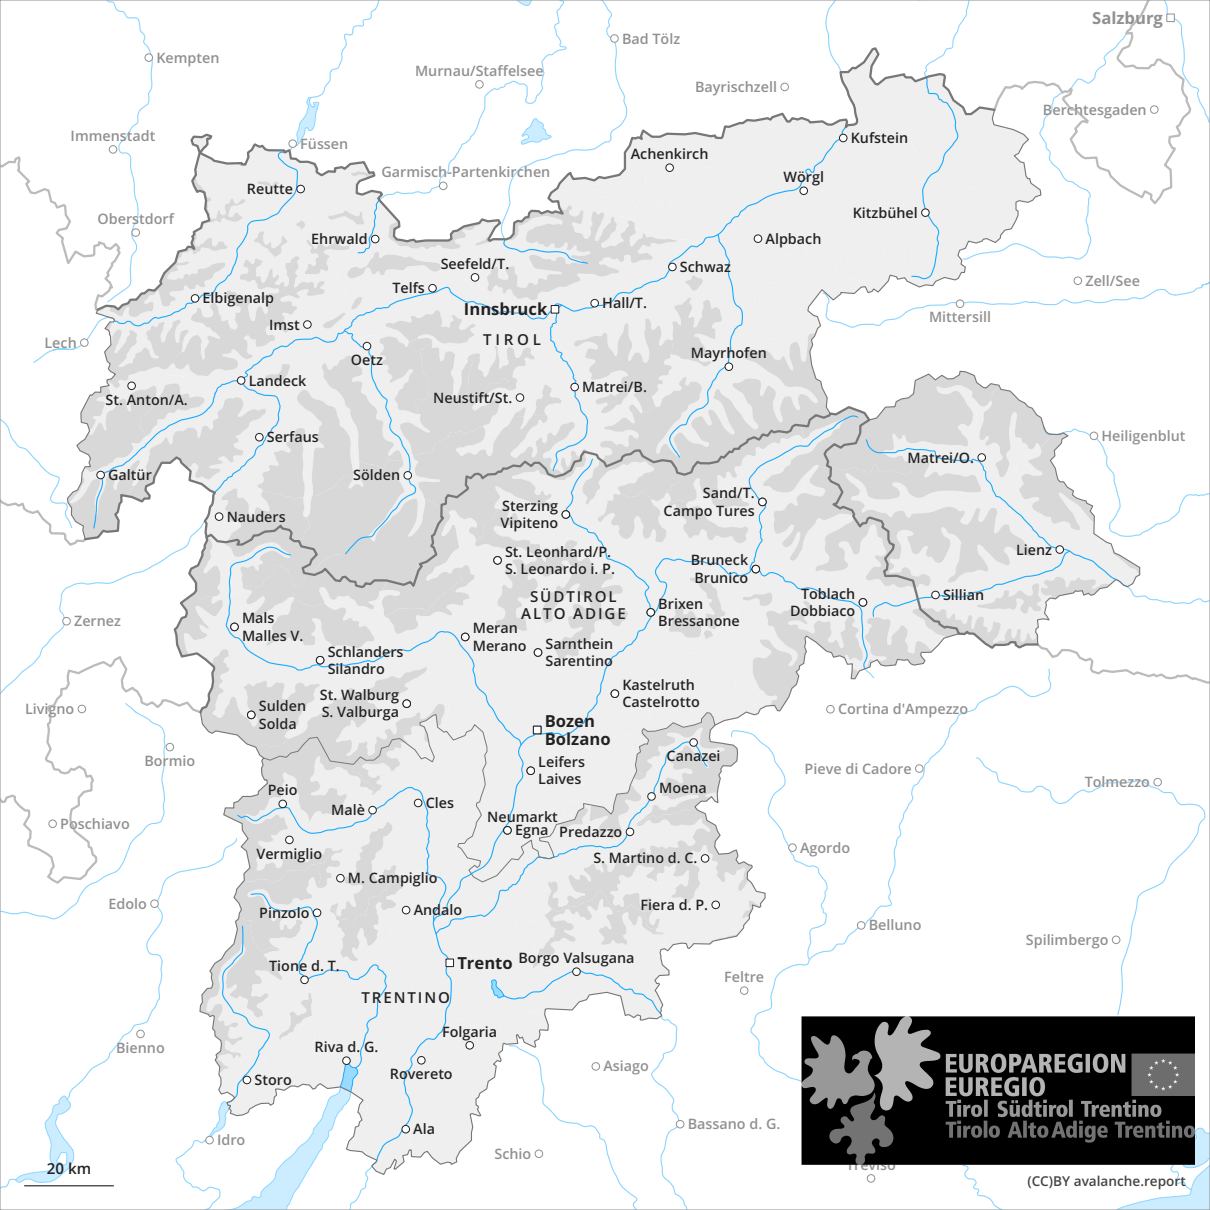 Salzburg
Bad Tölz
Kempten
Murnau/Staffelsee
Bayrischzell
Berchtesgaden
Immenstadt
Füssen
Kufstein
Achenkirch
Garmisch-Partenkirchen
Wörgl
Reutte
Oberstdorf
Kitzbühel
Ehrwald
Alpbach
Seefeld/T.
Schwaz
Zell/See
Telfs
Elbigenalp
Hall/T.
Innsbruck
Mittersill
Imst
TIROL
Lech
Oetz
Mayrhofen
Landeck
Matrei/B.
St. Anton/A.
Neustift/St.
Serfaus
Heiligenblut
Matrei/O.
Galtür
Sölden
Sand/T.
Campo Tures
Sterzing
Vipiteno
Nauders
Lienz
St. Leonhard/P.
S. Leonardo i. P.
Bruneck
Brunico
SÜDTIROL
ALTO ADIGE
Toblach
Dobbiaco
Sillian
Brixen
Bressanone
Zernez
Mals
Malles V.
Meran
Merano
Sarnthein
Sarentino
Schlanders
Silandro
Kastelruth
Castelrotto
St. Walburg
S. Valburga
Sulden
Solda
Livigno
Cortina d'Ampezzo
Bozen
Bolzano
Bormio
Canazei
Leifers
Laives
Pieve di Cadore
Tolmezzo
Peio
Moena
Malè
Cles
Neumarkt
Egna
Predazzo
Poschiavo
Vermiglio
Agordo
S. Martino d. C.
M. Campiglio
Edolo
Pinzolo
Andalo
Fiera d. P.
Belluno
Spilimbergo
Trento
Borgo Valsugana
Tione d. T.
Feltre
TRENTINO
Folgaria
Bienno
Riva d. G.
Rovereto
Asiago
Storo
EUROPAREGION
EUREGIO
Tirol Südtirol Trentino
Tirolo Alto Adige Trentino
Ala
Bassano d. G.
Idro
Schio
Treviso
20 km
(CC)BY avalanche.report